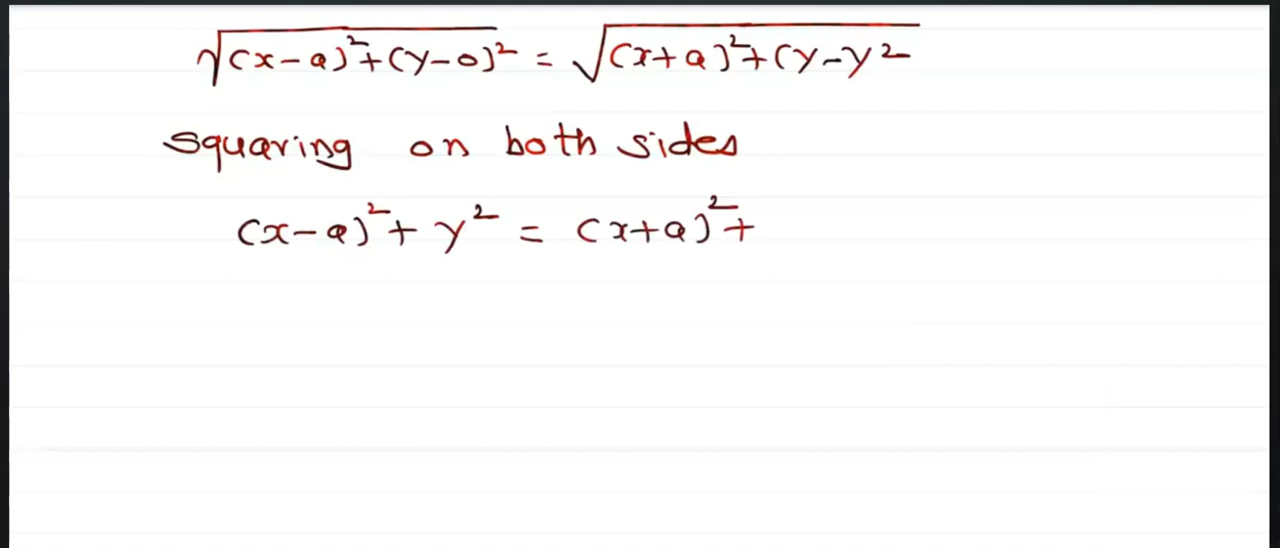 √(x-a)²+(y-0)² = √(x+a)²+(y-y²
Squaring on both sides
(x-a)²+y² = (x+a)²+